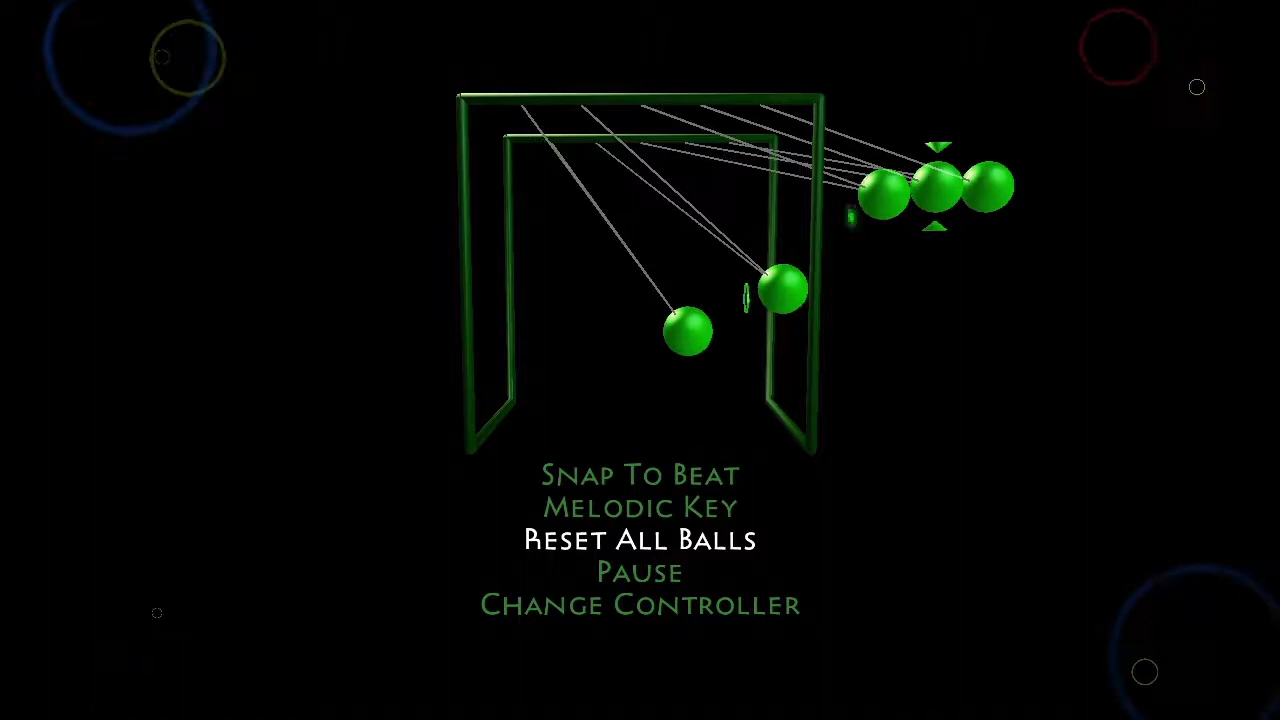 Snap To Beat
Melodic Key
Reset All Balls
Pause
Change Controller